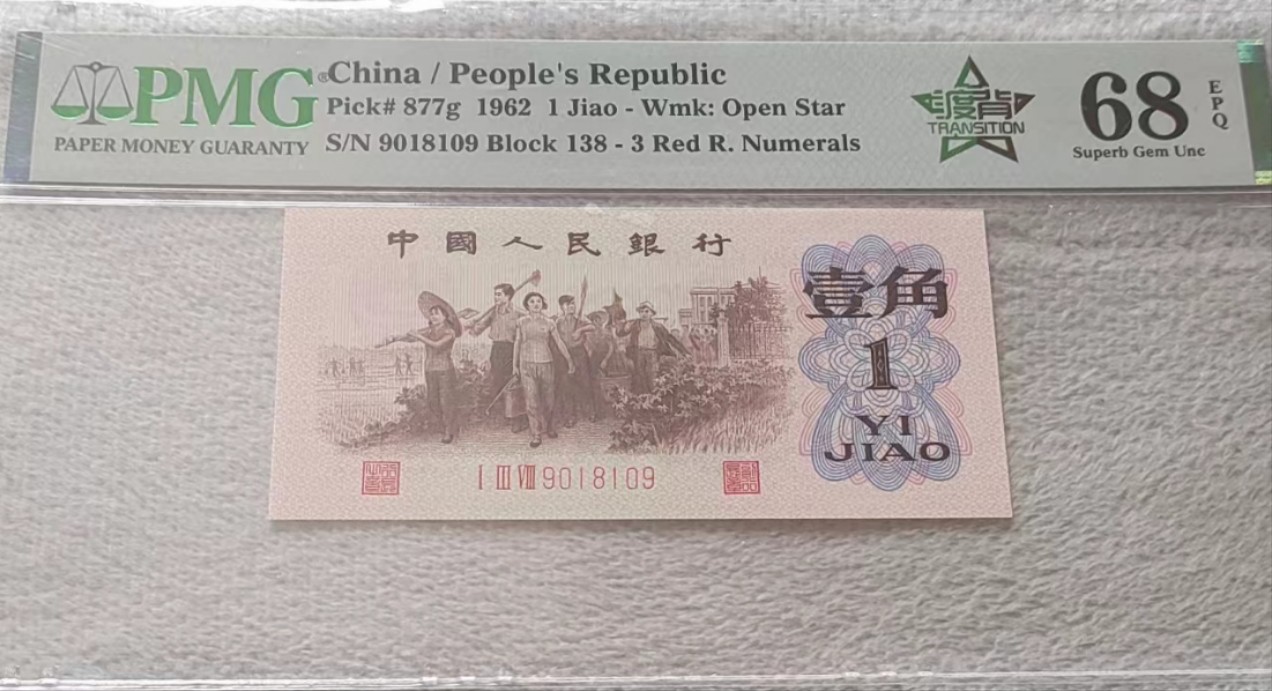 PMG®
PAPER MONEY GUARANTY
China / People's Republic
Pick# 877g 1962 1 Jiao - Wmk: Open Star
S/N 9018109 Block 138 - 3 Red R. Numerals
渡背
TRANSITION
68
EPQ
Superb Gem Unc
中國人民銀行
壹角
1
YI
JIAO
I III VIII 9018109